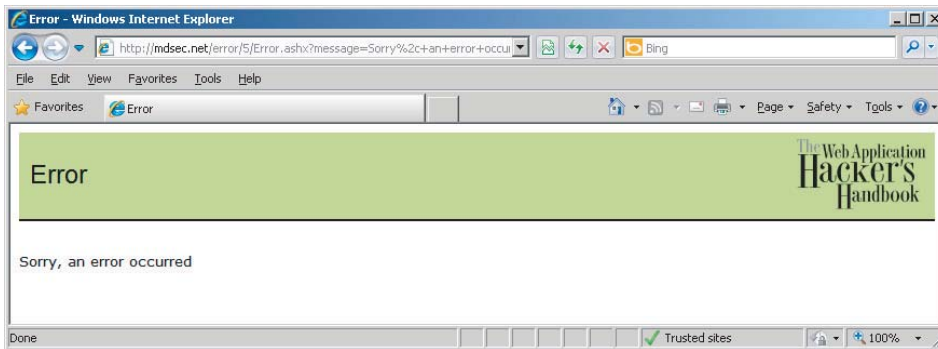 Error - Windows Internet Explorer
http://mdsec.net/error/5/Error.ashx?message=Sorry%2c+an+error+occur
Bing
File Edit View Favorites Tools Help
Favorites Error Page Safety Tools
Error
The Web Application
Hacker's
Handbook
Sorry, an error occurred
Done Trusted sites 100%